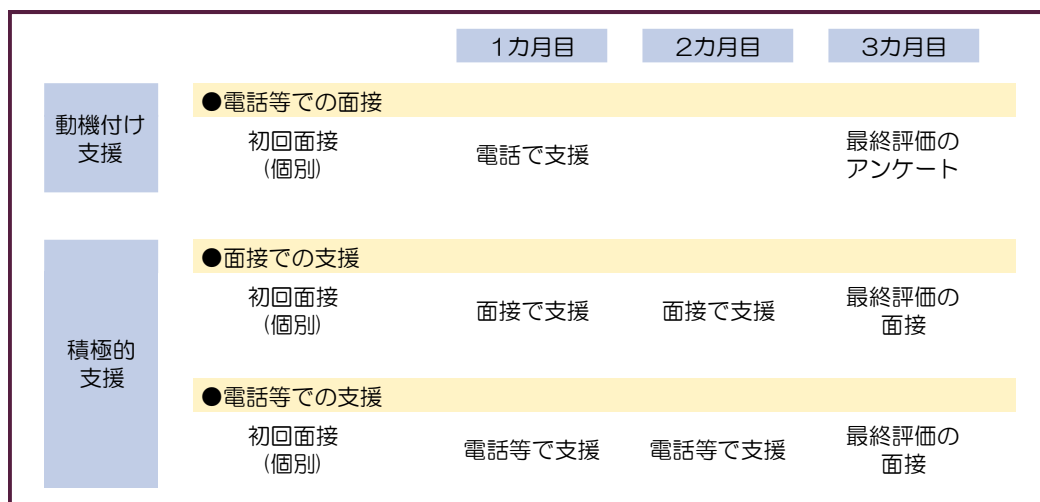 1カ月目 2カ月目 3カ月目
動機付け
支援
●電話等での面接
初回面接
(個別)
電話で支援
最終評価の
アンケート
積極的
支援
●面接での支援
初回面接
(個別)
面接で支援
面接で支援
最終評価の
面接
●電話等での支援
初回面接
(個別)
電話等で支援
電話等で支援
最終評価の
面接